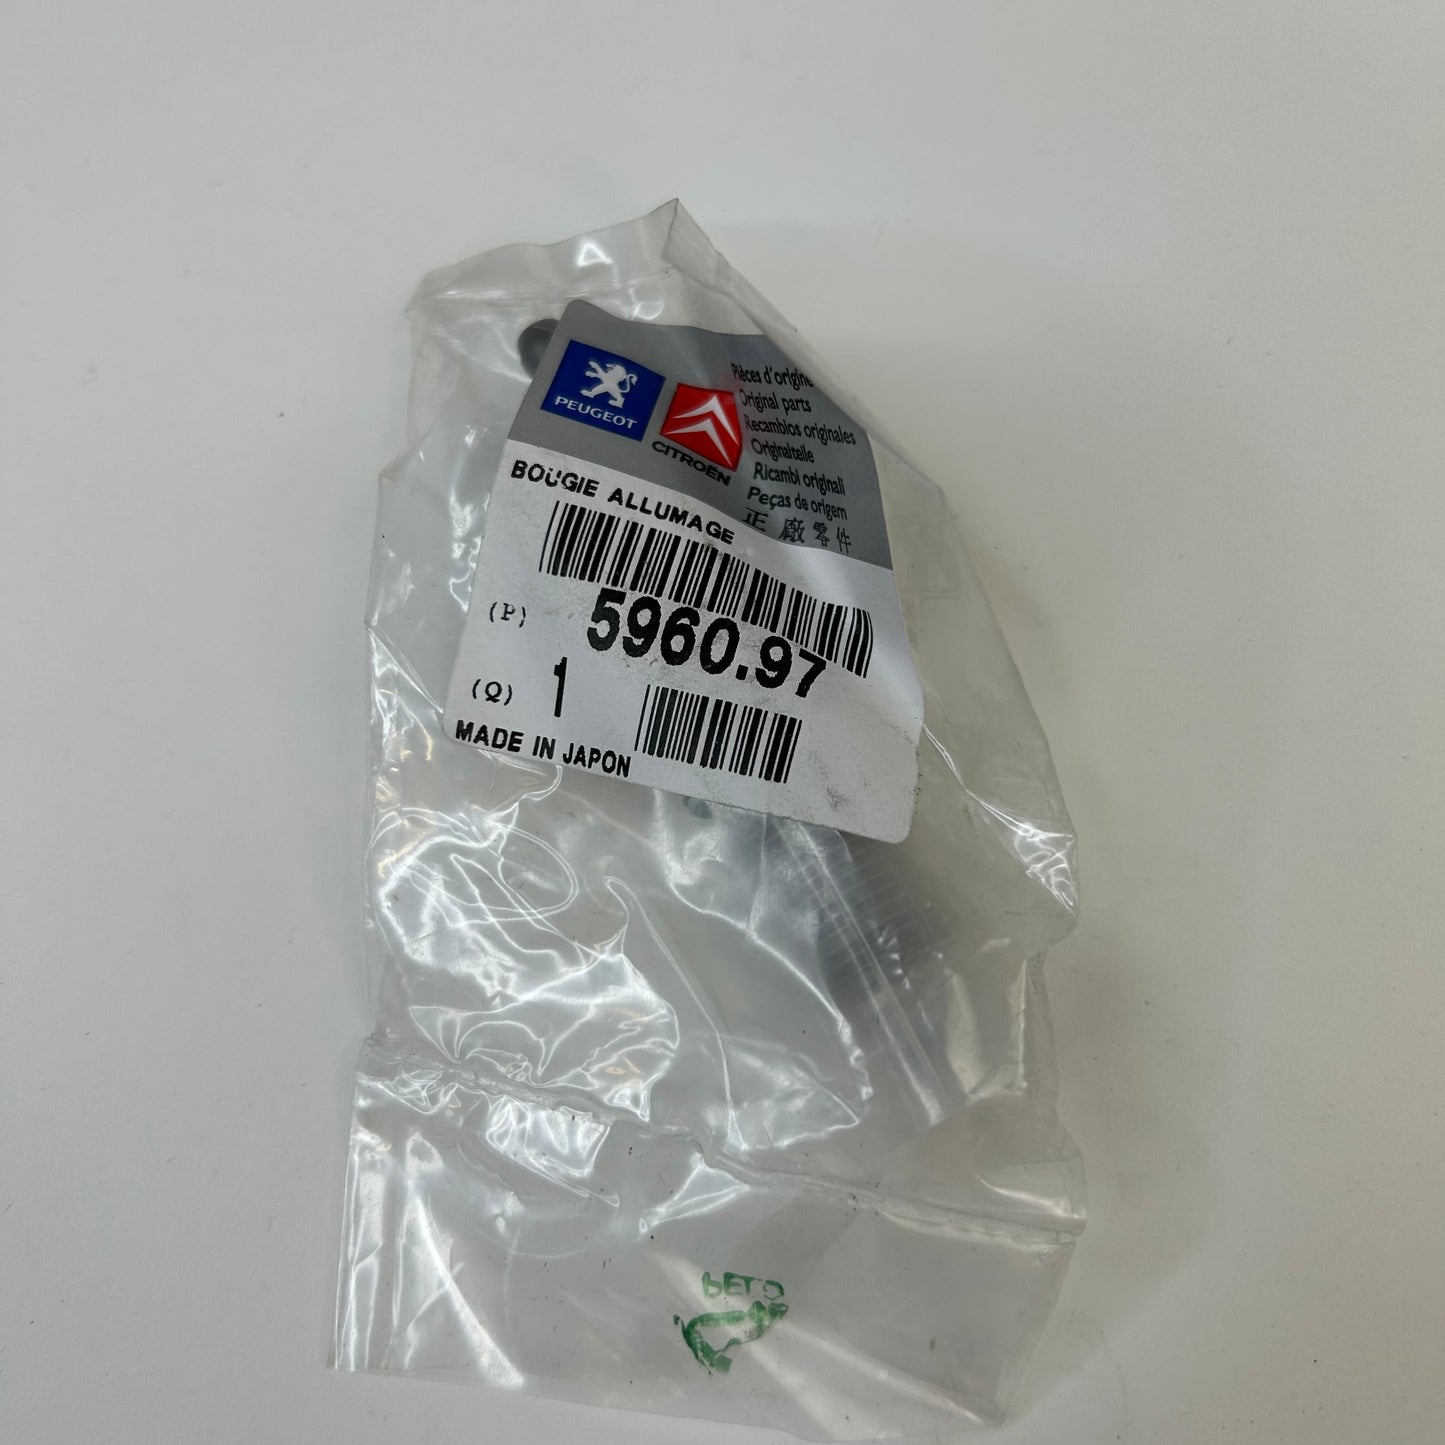 PEUGEOT
CITROËN
Pièces d'origine
Original parts
Recambios originales
Originalteile
Ricambi originali
Peças de origem
正廠零件
BOUGIE ALLUMAGE
(P) 5960.97
(Q) 1
MADE IN JAPON